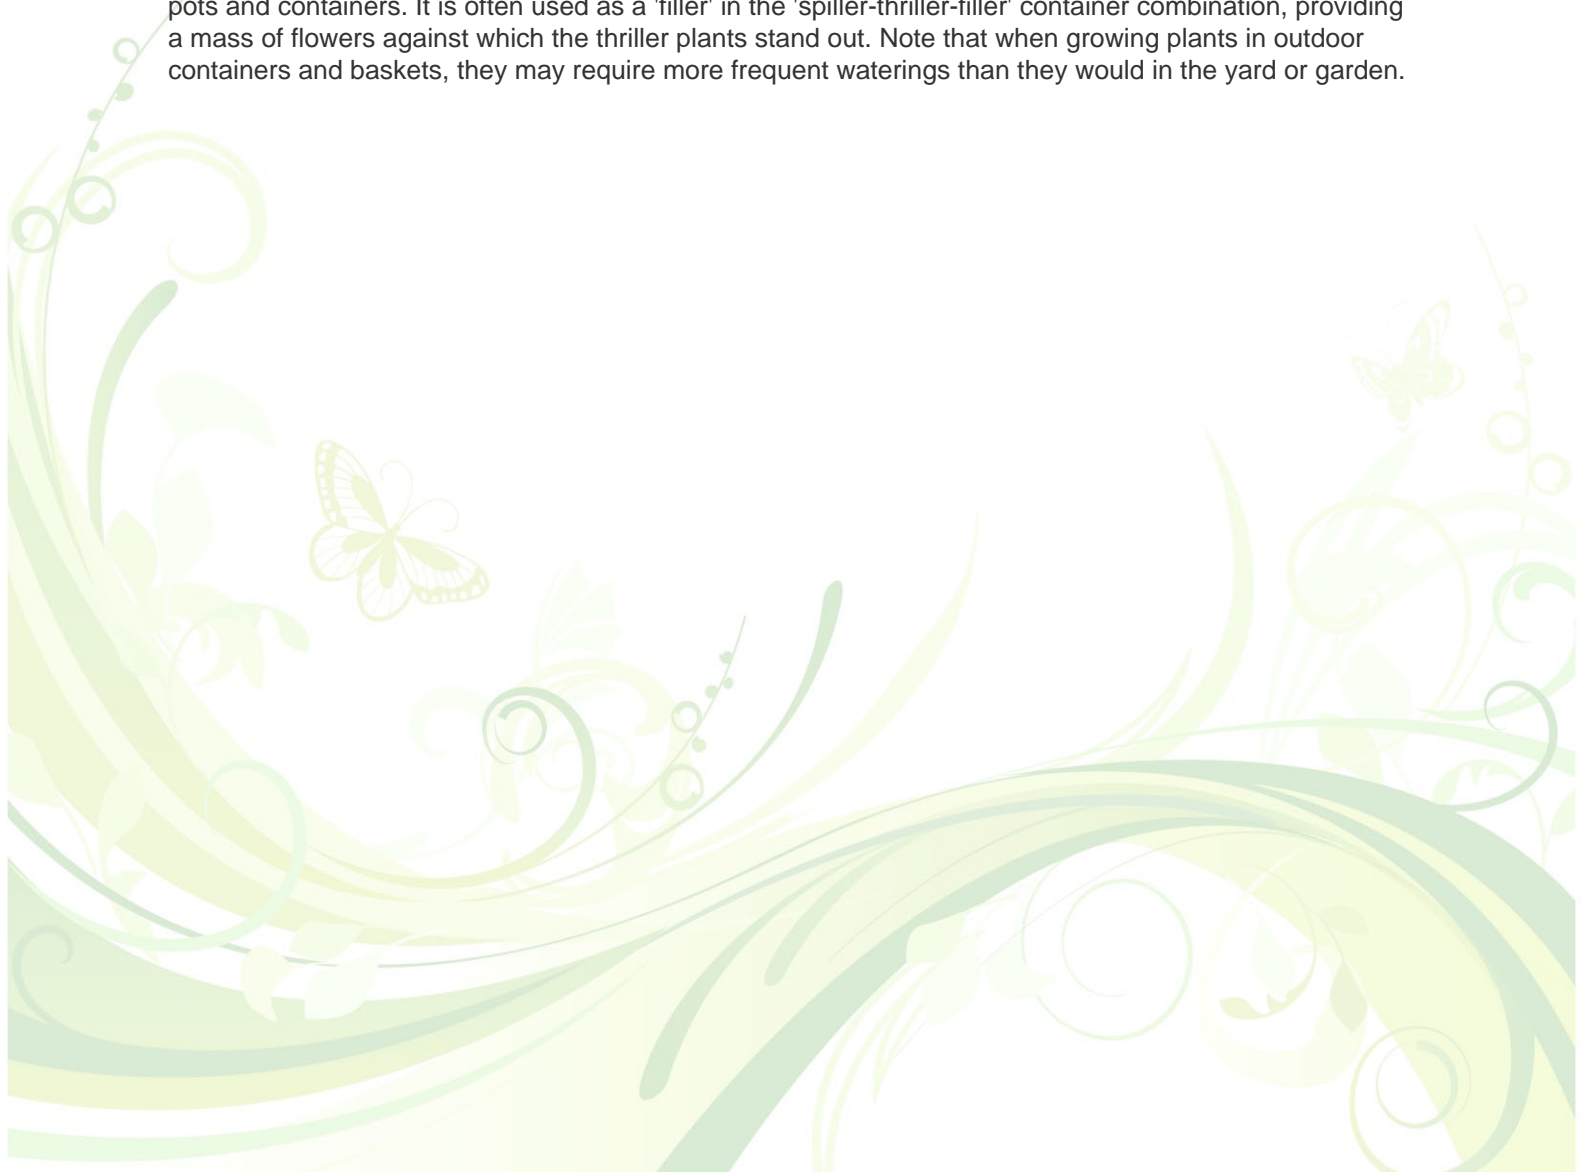 pots and containers. It is often used as a 'filler' in the 'spiller-thriller-filler' container combination, providing
a mass of flowers against which the thriller plants stand out. Note that when growing plants in outdoor
containers and baskets, they may require more frequent waterings than they would in the yard or garden.